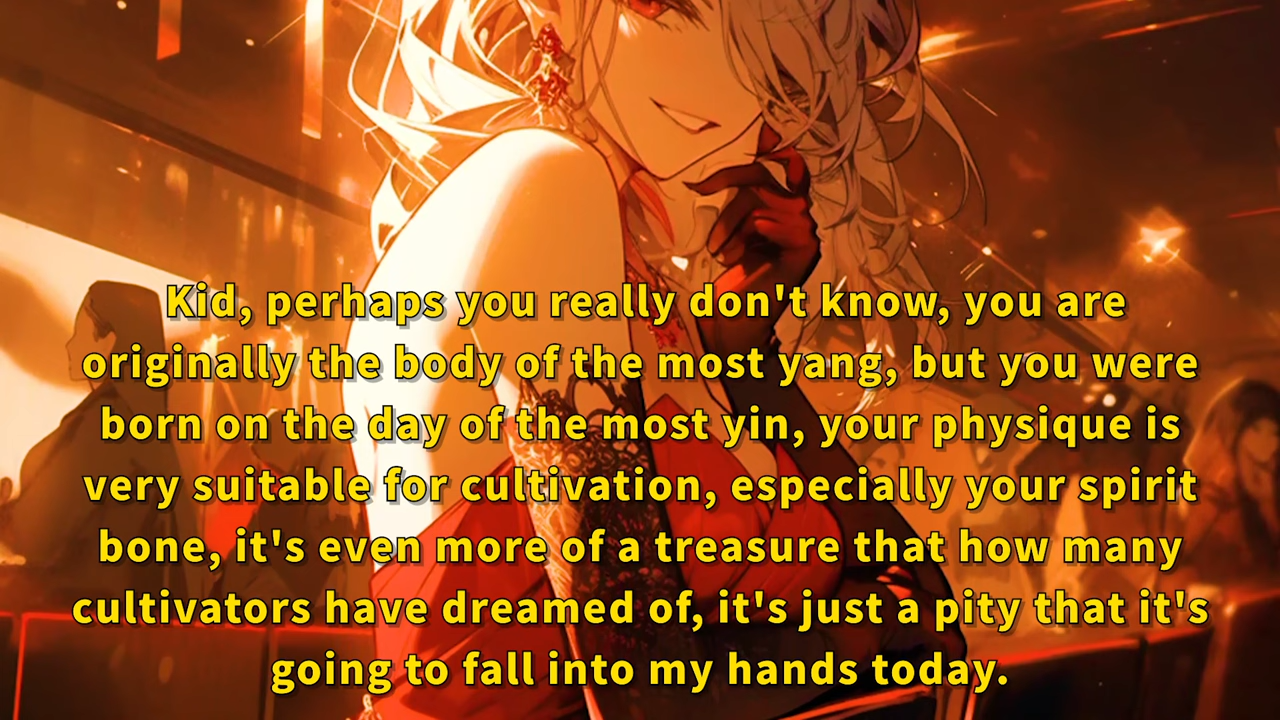 Kid, perhaps you really don't know, you are
originally the body of the most yang, but you were
born on the day of the most yin, your physique is
very suitable for cultivation, especially your spirit
bone, it's even more of a treasure that how many
cultivators have dreamed of, it's just a pity that it's
going to fall into my hands today.